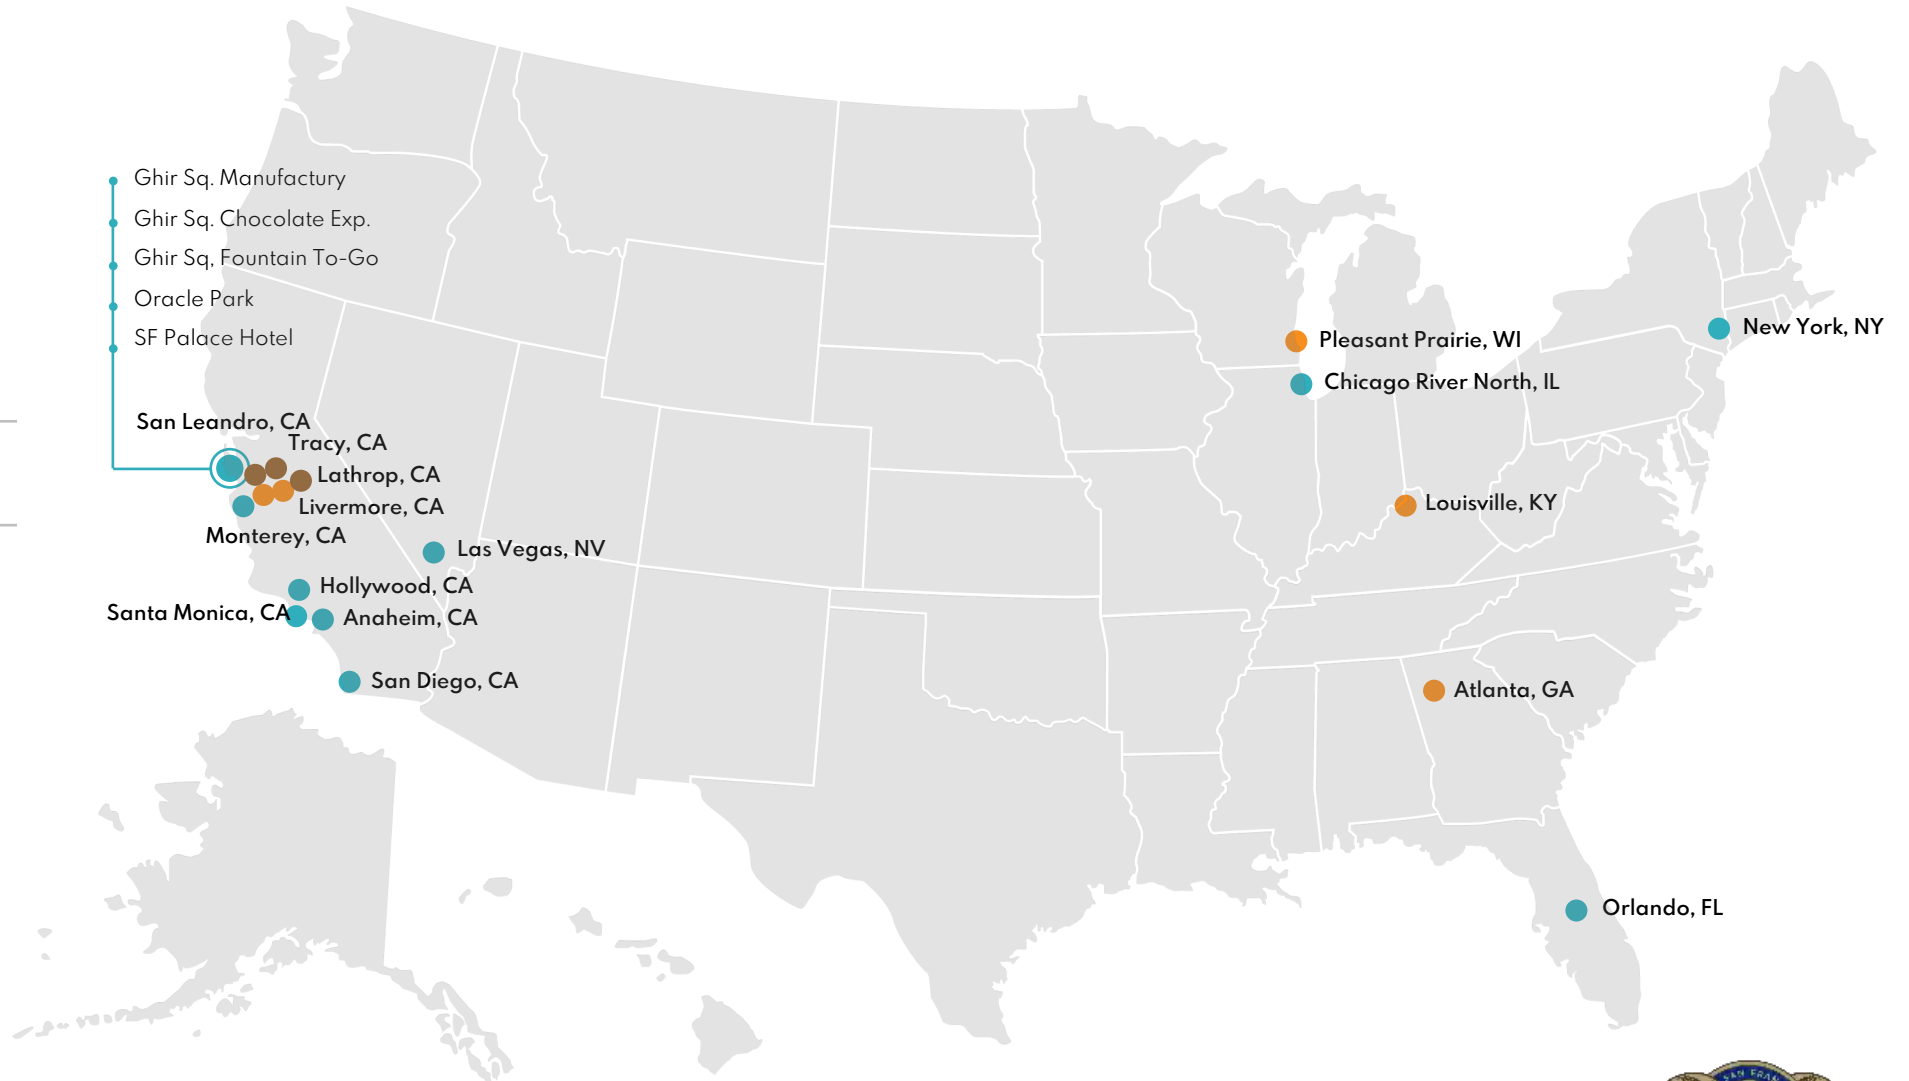 Ghir Sq. Manufactury
Ghir Sq. Chocolate Exp.
Ghir Sq, Fountain To-Go
Oracle Park
SF Palace Hotel
San Leandro, CA
Tracy, CA
Lathrop, CA
Livermore, CA
Monterey, CA
Las Vegas, NV
Hollywood, CA
Santa Monica, CA
Anaheim, CA
San Diego, CA
Pleasant Prairie, WI
Chicago River North, IL
New York, NY
Louisville, KY
Atlanta, GA
Orlando, FL
SAN FRAN